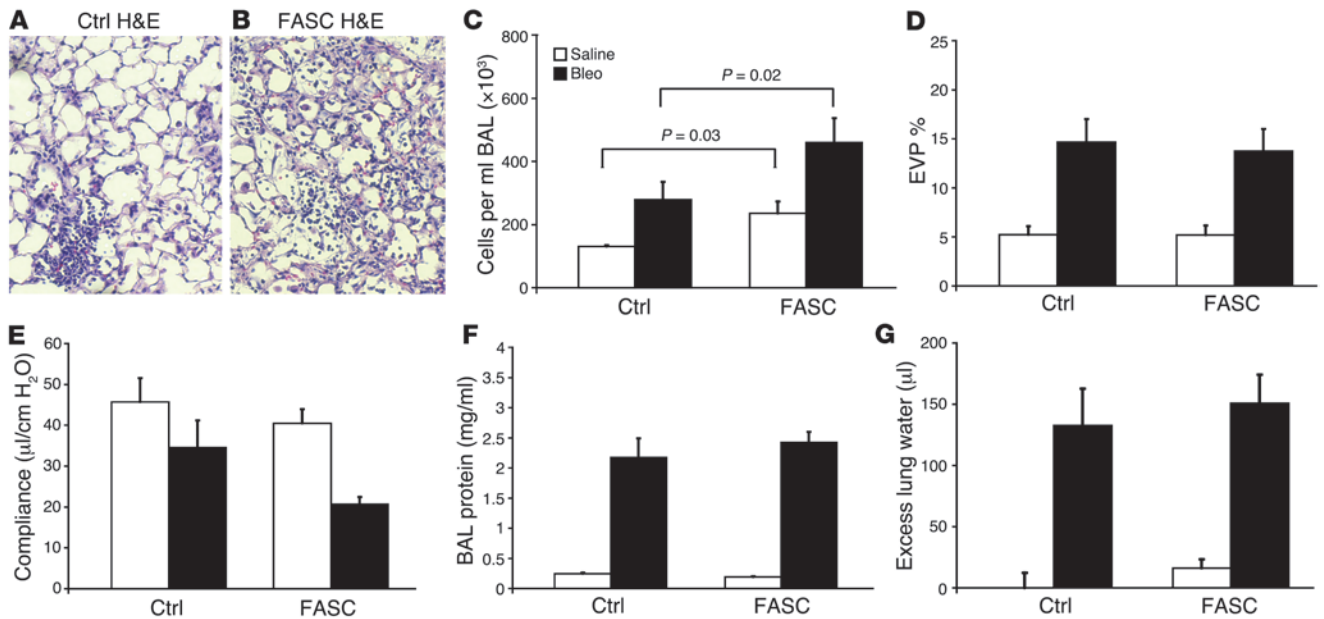 A Ctrl H&E
B FASC H&E
C
Cells per ml BAL (×10³)
800
600
400
200
0
Saline
Bleo
P = 0.02
P = 0.03
Ctrl FASC
D
EVP %
25
20
15
10
5
0
Ctrl FASC
E
Compliance (μl/cm H₂O)
60
50
40
30
20
10
0
Ctrl FASC
F
BAL protein (mg/ml)
4
3.5
3
2.5
2
1.5
1
0.5
0
Ctrl FASC
G
Excess lung water (μl)
200
150
100
50
0
Ctrl FASC